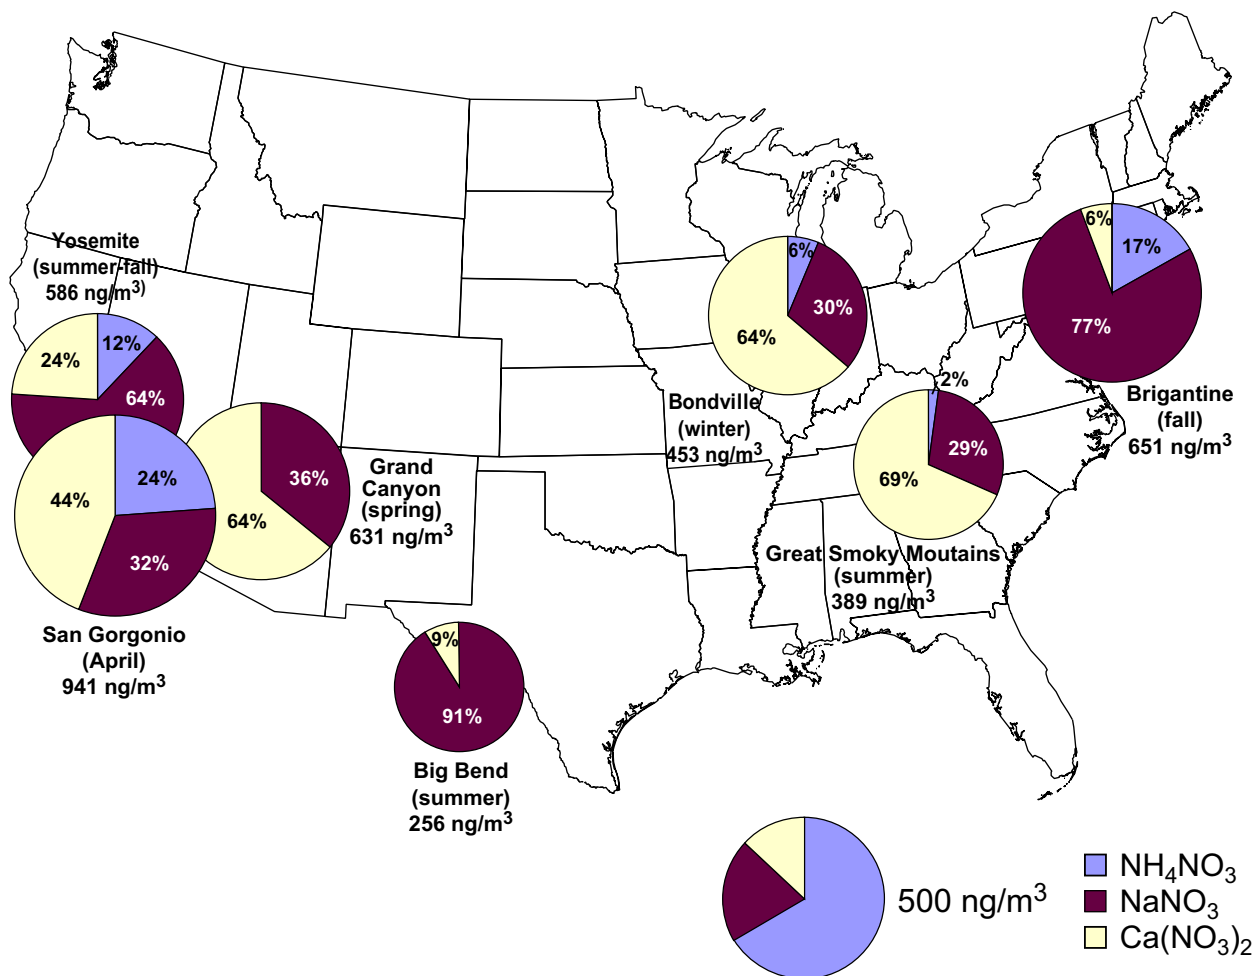 Yosemite
(summer-fall)
586 ng/m³)
12%
24%
64%
24%
44%
32%
San Gorgonio
(April)
941 ng/m³
36%
64%
Grand
Canyon
(spring)
631 ng/m³
9%
91%
Big Bend
(summer)
256 ng/m³
6%
30%
64%
Bondville
(winter)
453 ng/m³
2%
29%
69%
Great Smoky Moutains
(summer)
389 ng/m³
6%
17%
77%
Brigantine
(fall)
651 ng/m³
500 ng/m³
NH₄NO₃
NaNO₃
Ca(NO₃)₂